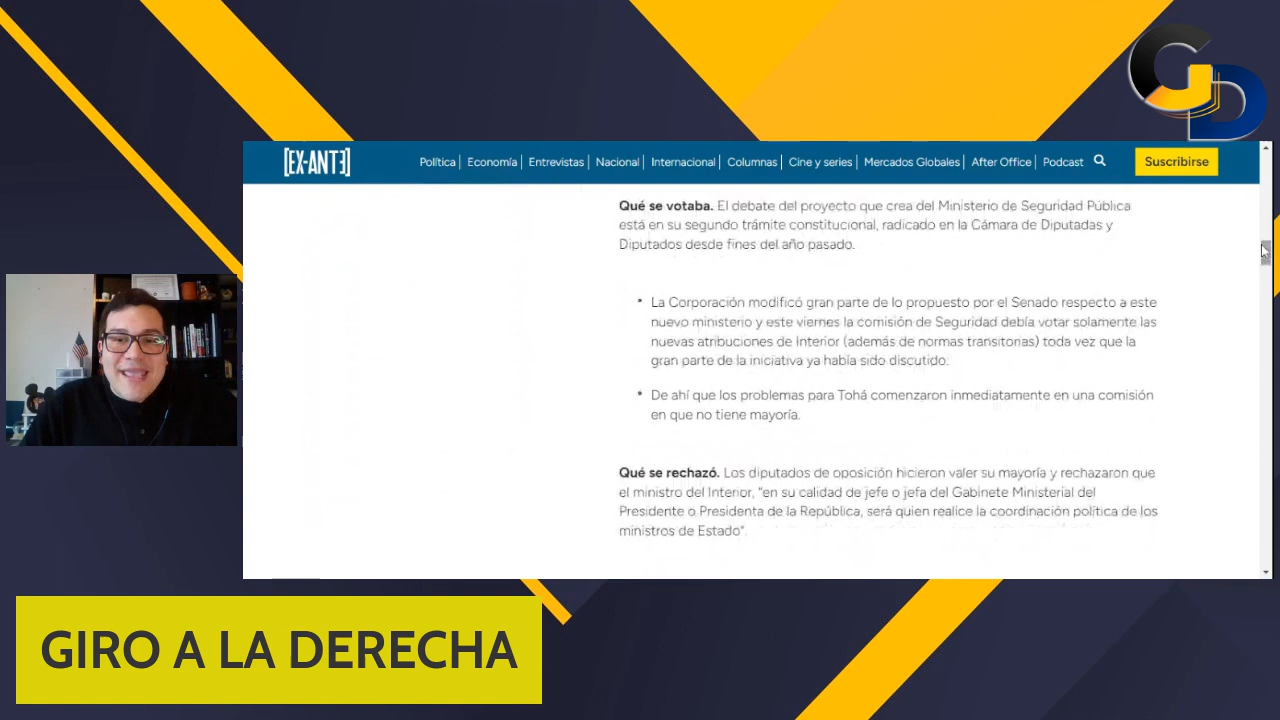 GD
[EX-ANTE]
Política | Economía | Entrevistas | Nacional | Internacional | Columnas | Cine y series | Mercados Globales | After Office | Podcast
Suscribirse
Qué se votaba. El debate del proyecto que crea del Ministerio de Seguridad Pública
está en su segundo trámite constitucional, radicado en la Cámara de Diputadas y
Diputados desde fines del año pasado.
• La Corporación modificó gran parte de lo propuesto por el Senado respecto a este
nuevo ministerio y este viernes la comisión de Seguridad debía votar solamente las
nuevas atribuciones de Interior (además de normas transitorias) toda vez que la
gran parte de la iniciativa ya había sido discutido.
• De ahí que los problemas para Tohá comenzaron inmediatamente en una comisión
en que no tiene mayoría.
Qué se rechazó. Los diputados de oposición hicieron valer su mayoría y rechazaron que
el ministro del Interior, "en su calidad de jefe o jefa del Gabinete Ministerial del
Presidente o Presidenta de la República, será quien realice la coordinación política de los
ministros de Estado".
GIRO A LA DERECHA